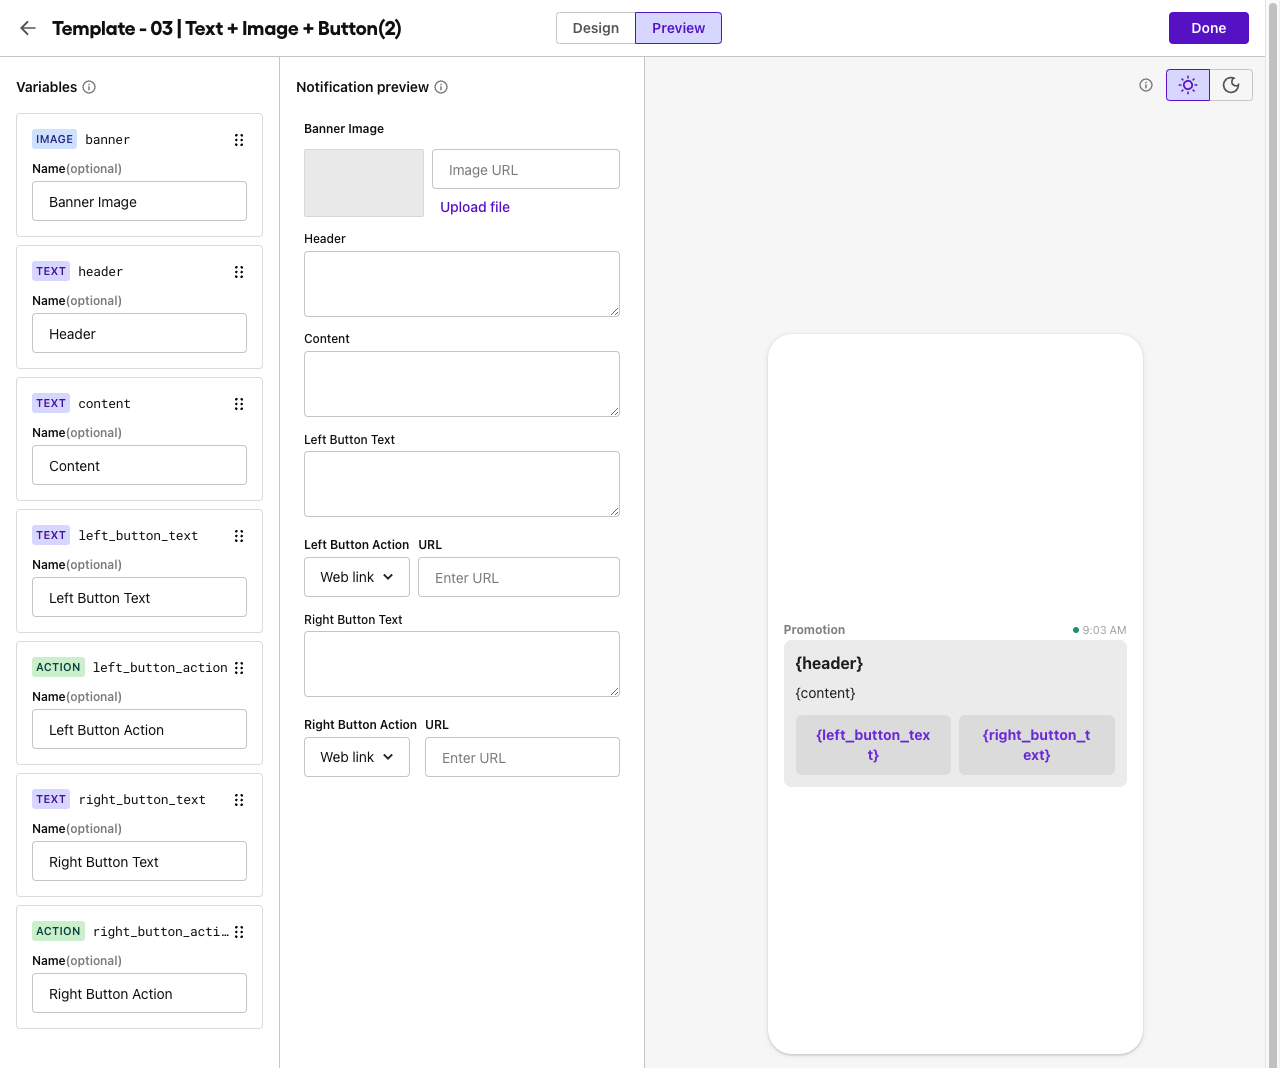 Template - 03 | Text + Image + Button(2)
Design
Preview
Done
Variables
IMAGE banner
Name(optional)
Banner Image
TEXT header
Name(optional)
Header
TEXT content
Name(optional)
Content
TEXT left_button_text
Name(optional)
Left Button Text
ACTION left_button_action
Name(optional)
Left Button Action
TEXT right_button_text
Name(optional)
Right Button Text
ACTION right_button_acti…
Name(optional)
Right Button Action
Notification preview
Banner Image
Image URL
Upload file
Header
Content
Left Button Text
Left Button Action URL
Web link Enter URL
Right Button Text
Right Button Action URL
Web link Enter URL
Promotion 9:03 AM
{header}
{content}
{left_button_tex
t}
{right_button_t
ext}